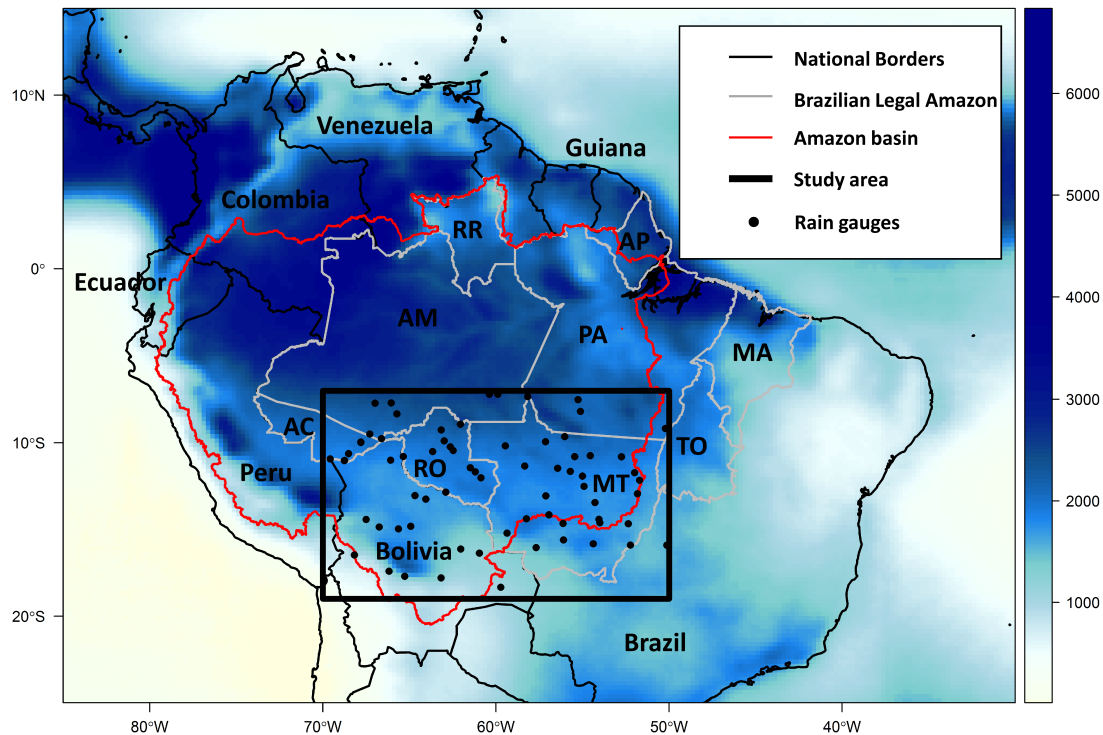 National Borders
Brazilian Legal Amazon
Amazon basin
Study area
Rain gauges
10°N
0°
10°S
20°S
80°W
70°W
60°W
50°W
40°W
6000
5000
4000
3000
2000
1000
Venezuela
Guiana
Colombia
RR
AP
Ecuador
AM
PA
MA
AC
RO
TO
Peru
MT
Bolivia
Brazil